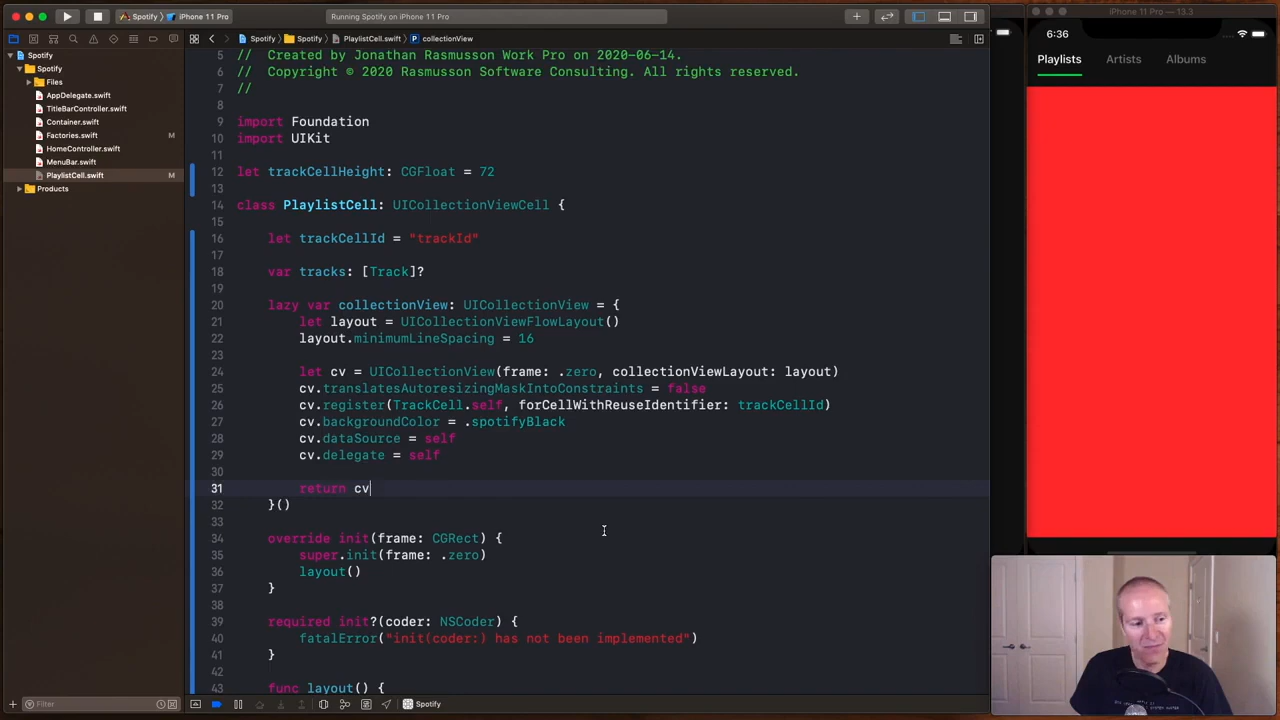 Spotify
iPhone 11 Pro
Running Spotify on iPhone 11 Pro
iPhone 11 Pro — 13.3
Spotify
Spotify
Files
AppDelegate.swift
TitleBarController.swift
Container.swift
Factories.swift M
HomeController.swift
MenuBar.swift
PlaylistCell.swift M
Products
Filter
Spotify
Spotify
PlaylistCell.swift
P
collectionView
5 // Created by Jonathan Rasmusson Work Pro on 2020-06-14.
6 // Copyright © 2020 Rasmusson Software Consulting. All rights reserved.
7 //
8
9 import Foundation
10 import UIKit
11
12 let trackCellHeight: CGFloat = 72
13
14 class PlaylistCell: UICollectionViewCell {
15
16 let trackCellId = "trackId"
17
18 var tracks: [Track]?
19
20 lazy var collectionView: UICollectionView = {
21 let layout = UICollectionViewFlowLayout()
22 layout.minimumLineSpacing = 16
23
24 let cv = UICollectionView(frame: .zero, collectionViewLayout: layout)
25 cv.translatesAutoresizingMaskIntoConstraints = false
26 cv.register(TrackCell.self, forCellWithReuseIdentifier: trackCellId)
27 cv.backgroundColor = .spotifyBlack
28 cv.dataSource = self
29 cv.delegate = self
30
31 return cv
32 }()
33
34 override init(frame: CGRect) {
35 super.init(frame: .zero)
36 layout()
37 }
38
39 required init?(coder: NSCoder) {
40 fatalError("init(coder:) has not been implemented")
41 }
42
43 func layout() {
Spotify
6:36
Playlists Artists Albums